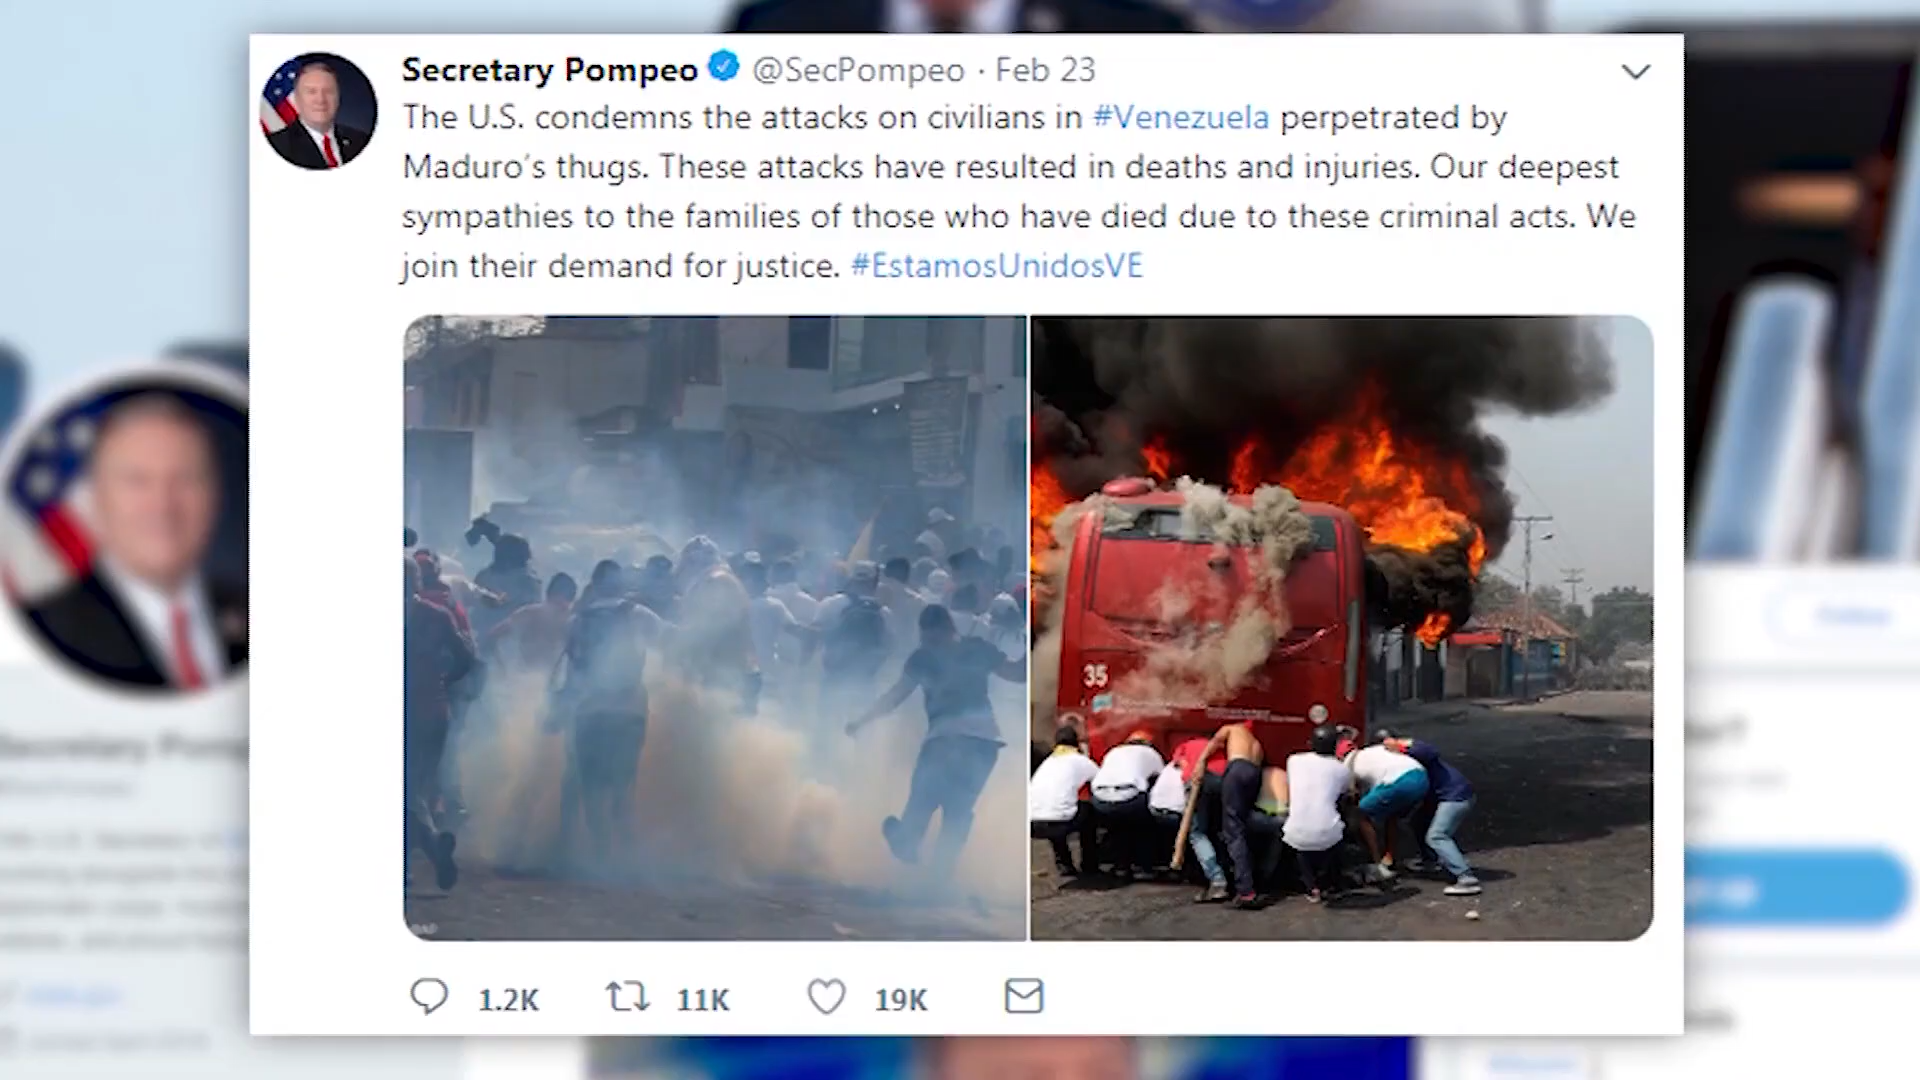 Secretary Pompeo @SecPompeo · Feb 23
The U.S. condemns the attacks on civilians in #Venezuela perpetrated by
Maduro's thugs. These attacks have resulted in deaths and injuries. Our deepest
sympathies to the families of those who have died due to these criminal acts. We
join their demand for justice. #EstamosUnidosVE
35
AP
1.2K 11K 19K